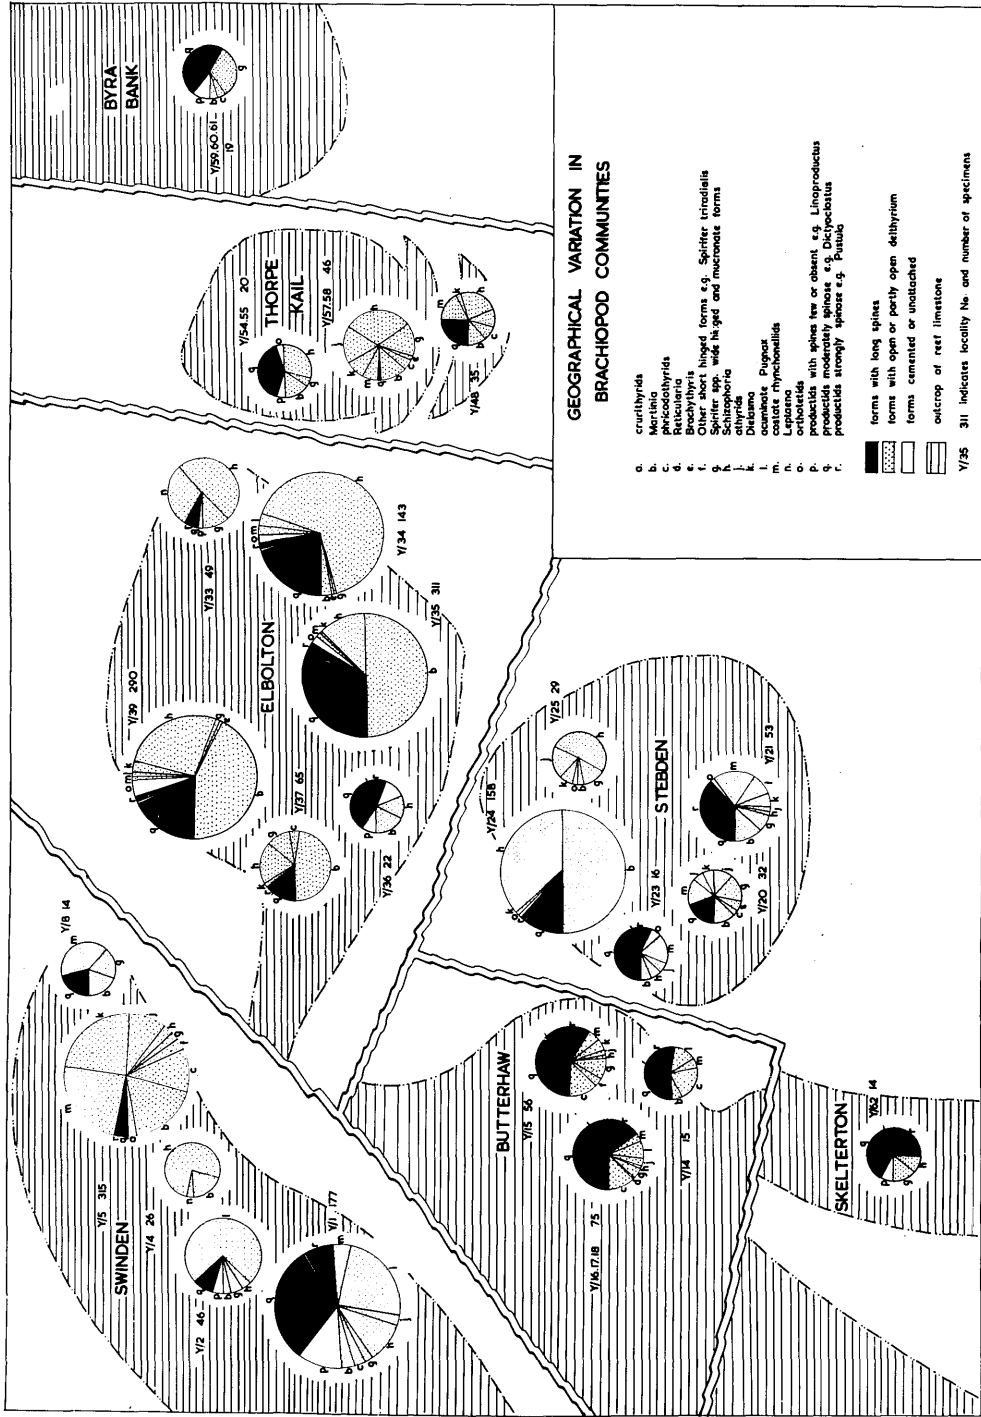 GEOGRAPHICAL VARIATION IN
BRACHIOPOD COMMUNITIES
a. crurithyrids
b. Martinia
c. phricodothyrids
d. Reticularia
e. Brachythyris
f. Other short hinged forms e.g. Spirifer triradialis
g. Spirifer spp. wide hinged and mucronate forms
h. Schizophoria
j. athyrids
k. Dielasma
l. acuminate Pugnax
m. costate rhynchonellids
n. Leptaena
o. orthotetids
p. productids with spines few or absent e.g. Linoproductus
q. productids moderately spinose e.g. Dictyoclostus
r. productids strongly spinose e.g. Pustula
forms with long spines
forms with open or partly open delthyrium
forms cemented or unattached
outcrop of reef limestone
Y/35 311 indicates locality No. and number of specimens
SWINDEN
Y/8 14
m
g
b
q
Y/5 315
k
h
g
f
c
b
o
q
r
m
Y/4 26
h
b
n
Y/2 46
l
h
g
b
p
q
Y/1 177
r
m
l
j
h
g
c
b
p
q
ELBOLTON
Y/33 49
n
h
g
p
q
Y/34 143
r o m l
h
g
b
q
Y/35 311
r o m k
h
b
q
Y/39 290
r o m l k
h
g
e
b
q
Y/37 65
g
c
b
q
r
k
h
Y/36 22
q
r
h
b
p
THORPE
KAIL
Y/54.55 20
q
o
h
g
b
p
Y/57.58 46
j
h
g
e
c
b
q
m
k
Y/48 35
m
k
h
c
b
q
BYRA
BANK
Y/59.60.61
19
q
g
c
b
p
STEBDEN
Y/25 29
j
h
g
b
o
k
Y/24 158
h
b
q
o
k
Y/23 16
q
r
o
m
j
h
b
Y/20 32
m
k
j
g
e
c
b
q
Y/21 53
r
o
m
l
k
j
h
g
b
q
BUTTERHAW
Y/15 56
q
r
m
k
j
h
g
f
c
Y/16.17.18 75
q
r
m
l
j
h
g
d
c
Y/14 15
r
l
m
c
b
q
SKELTERTON
Y/62 14
q
r
h
g
p